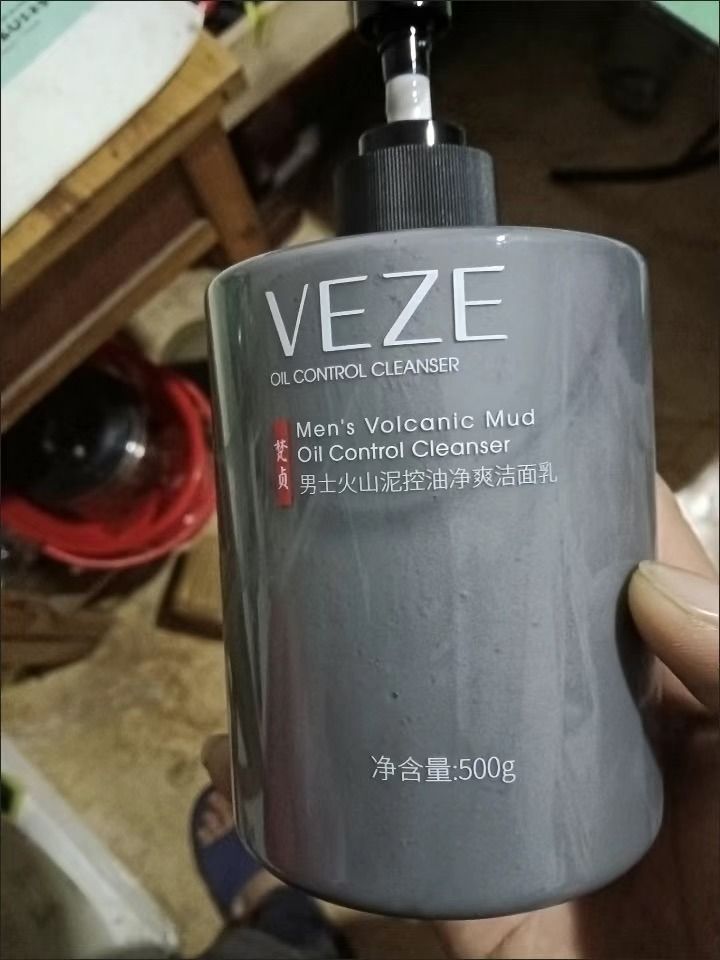 VEZE
OIL CONTROL CLEANSER
梵贞
Men's Volcanic Mud
Oil Control Cleanser
男士火山泥控油净爽洁面乳
净含量:500g